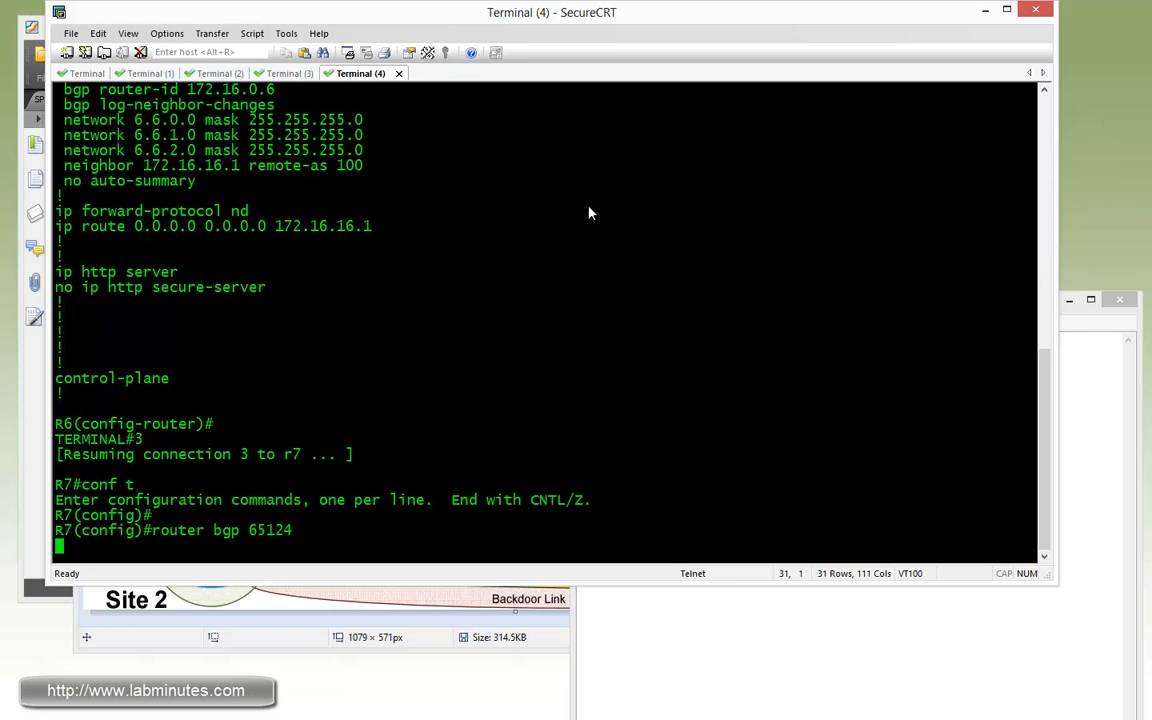 Terminal (4) - SecureCRT
File Edit View Options Transfer Script Tools Help
Enter host <Alt+R>
Terminal Terminal (1) Terminal (2) Terminal (3) Terminal (4)
bgp router-id 172.16.0.6
bgp log-neighbor-changes
network 6.6.0.0 mask 255.255.255.0
network 6.6.1.0 mask 255.255.255.0
network 6.6.2.0 mask 255.255.255.0
neighbor 172.16.16.1 remote-as 100
no auto-summary
!
ip forward-protocol nd
ip route 0.0.0.0 0.0.0.0 172.16.16.1
!
!
ip http server
no ip http secure-server
!
!
!
!
!
control-plane
!
R6(config-router)#
TERMINAL#3
[Resuming connection 3 to r7 ... ]
R7#conf t
Enter configuration commands, one per line.  End with CNTL/Z.
R7(config)#
R7(config)#router bgp 65124
Ready Telnet 31, 1 31 Rows, 111 Cols VT100 CAP NUM
Site 2
Backdoor Link
1079 × 571px Size: 314.5KB
http://www.labminutes.com